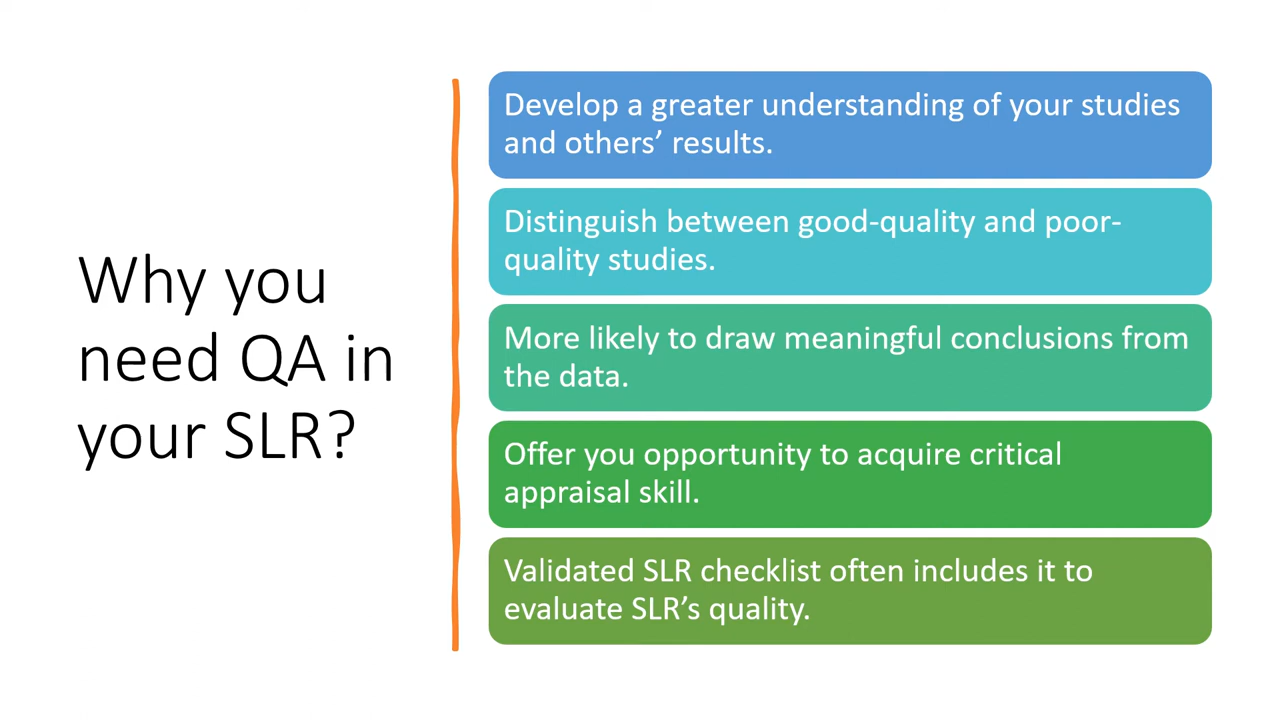 Why you
need QA in
your SLR?
Develop a greater understanding of your studies
and others’ results.
Distinguish between good-quality and poor-
quality studies.
More likely to draw meaningful conclusions from
the data.
Offer you opportunity to acquire critical
appraisal skill.
Validated SLR checklist often includes it to
evaluate SLR’s quality.